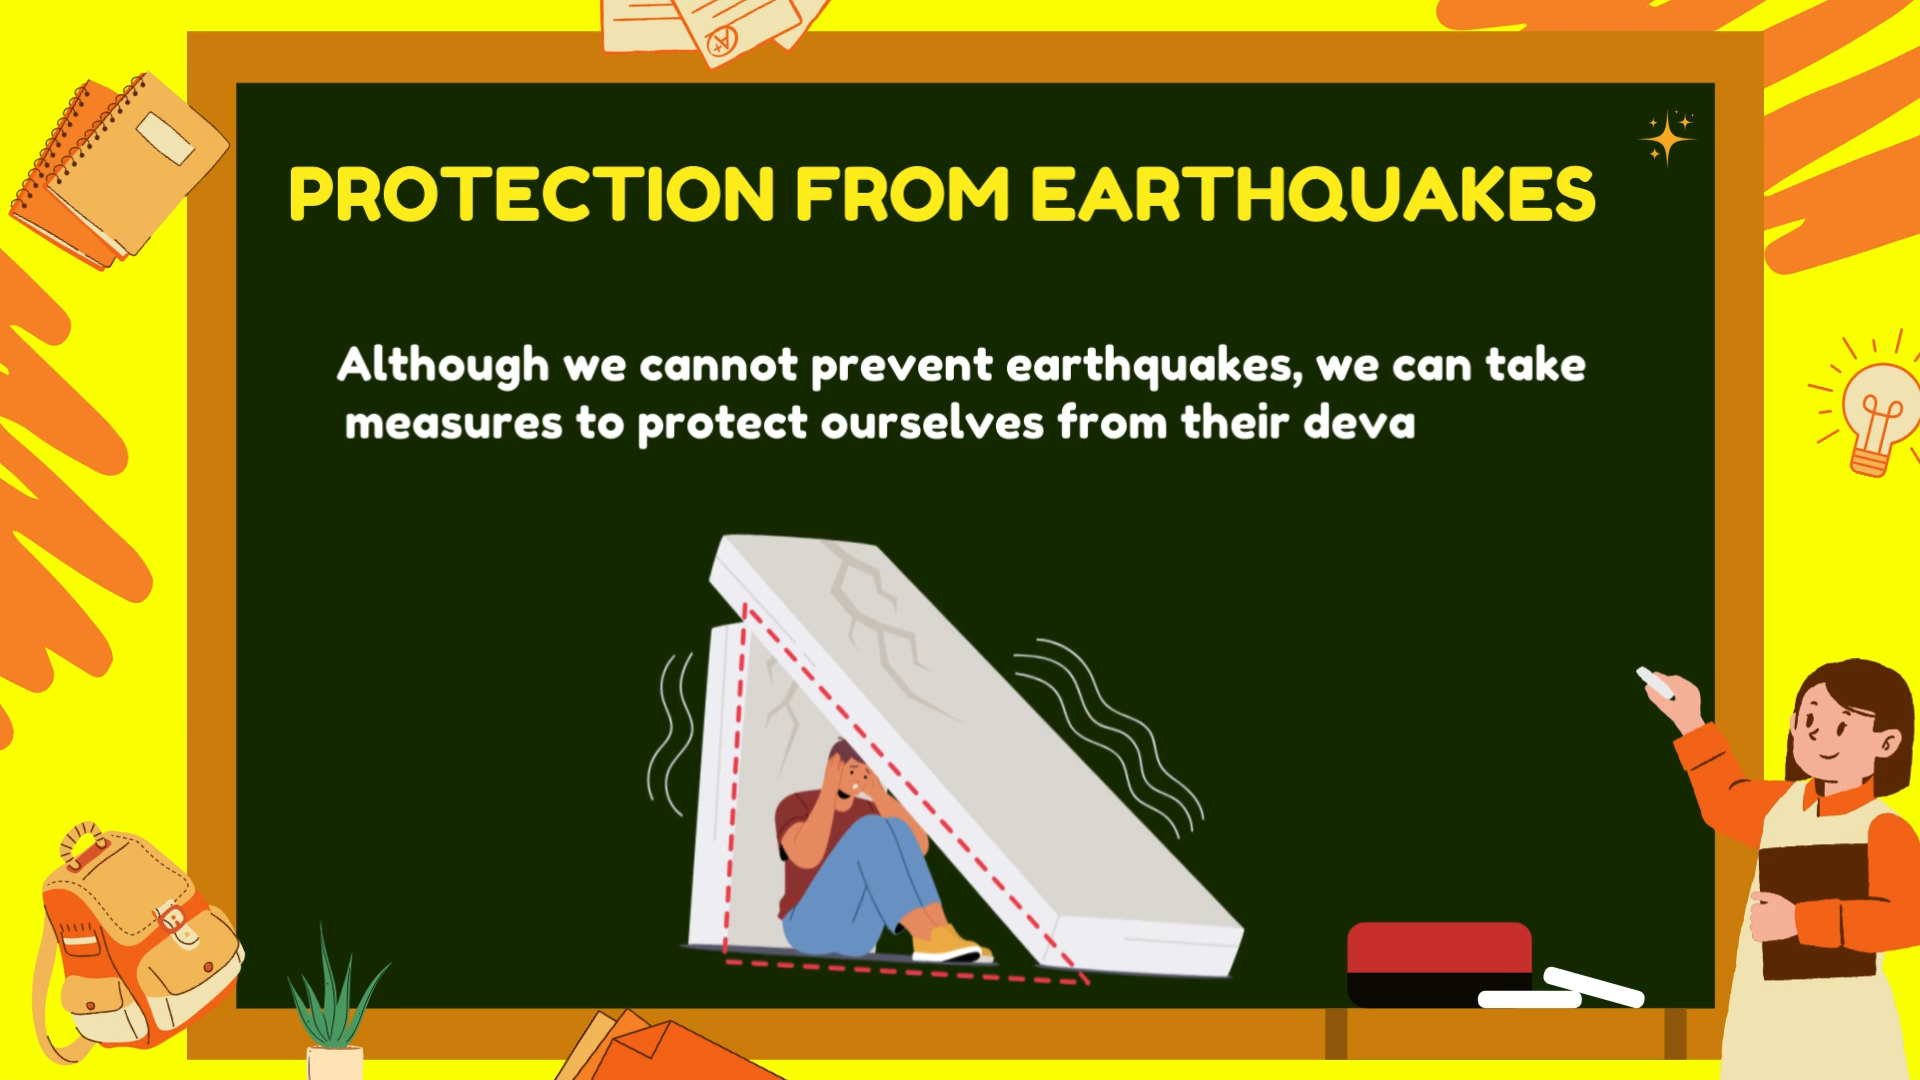 A+
PROTECTION FROM EARTHQUAKES
Although we cannot prevent earthquakes, we can take
measures to protect ourselves from their deva